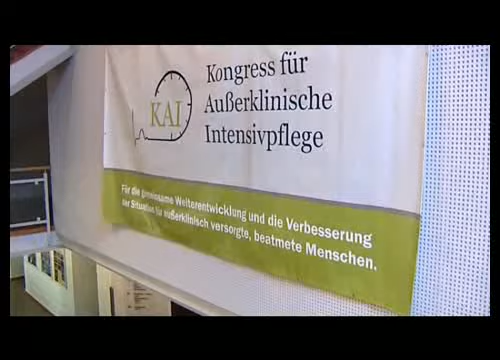 KAI
Kongress für
Außerklinische
Intensivpflege
Für die gemeinsame Weiterentwicklung und die Verbesserung
der Situation für außerklinisch versorgte, beatmete Menschen.